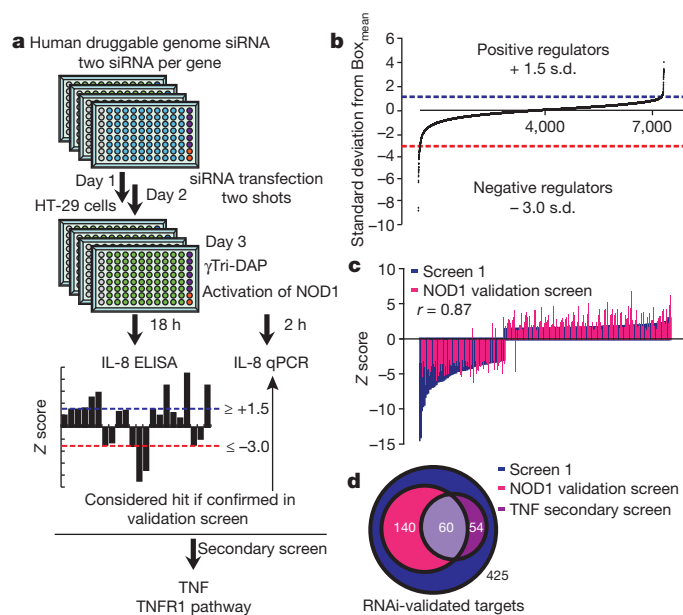 a Human druggable genome siRNA
two siRNA per gene
Day 1
Day 2
siRNA transfection
two shots
HT-29 cells
Day 3
γTri-DAP
Activation of NOD1
18 h
2 h
IL-8 ELISA
IL-8 qPCR
Z score
≥ +1.5
≤ −3.0
Considered hit if confirmed in
validation screen
Secondary screen
TNF
TNFR1 pathway
b
Standard deviation from Box_mean
6
4
2
0
−2
−4
−6
−8
−10
Positive regulators
+ 1.5 s.d.
4,000
7,000
Negative regulators
− 3.0 s.d.
c
Z score
10
5
0
−5
−10
−15
Screen 1
NOD1 validation screen
r = 0.87
d
Screen 1
NOD1 validation screen
TNF secondary screen
140
60
54
425
RNAi-validated targets